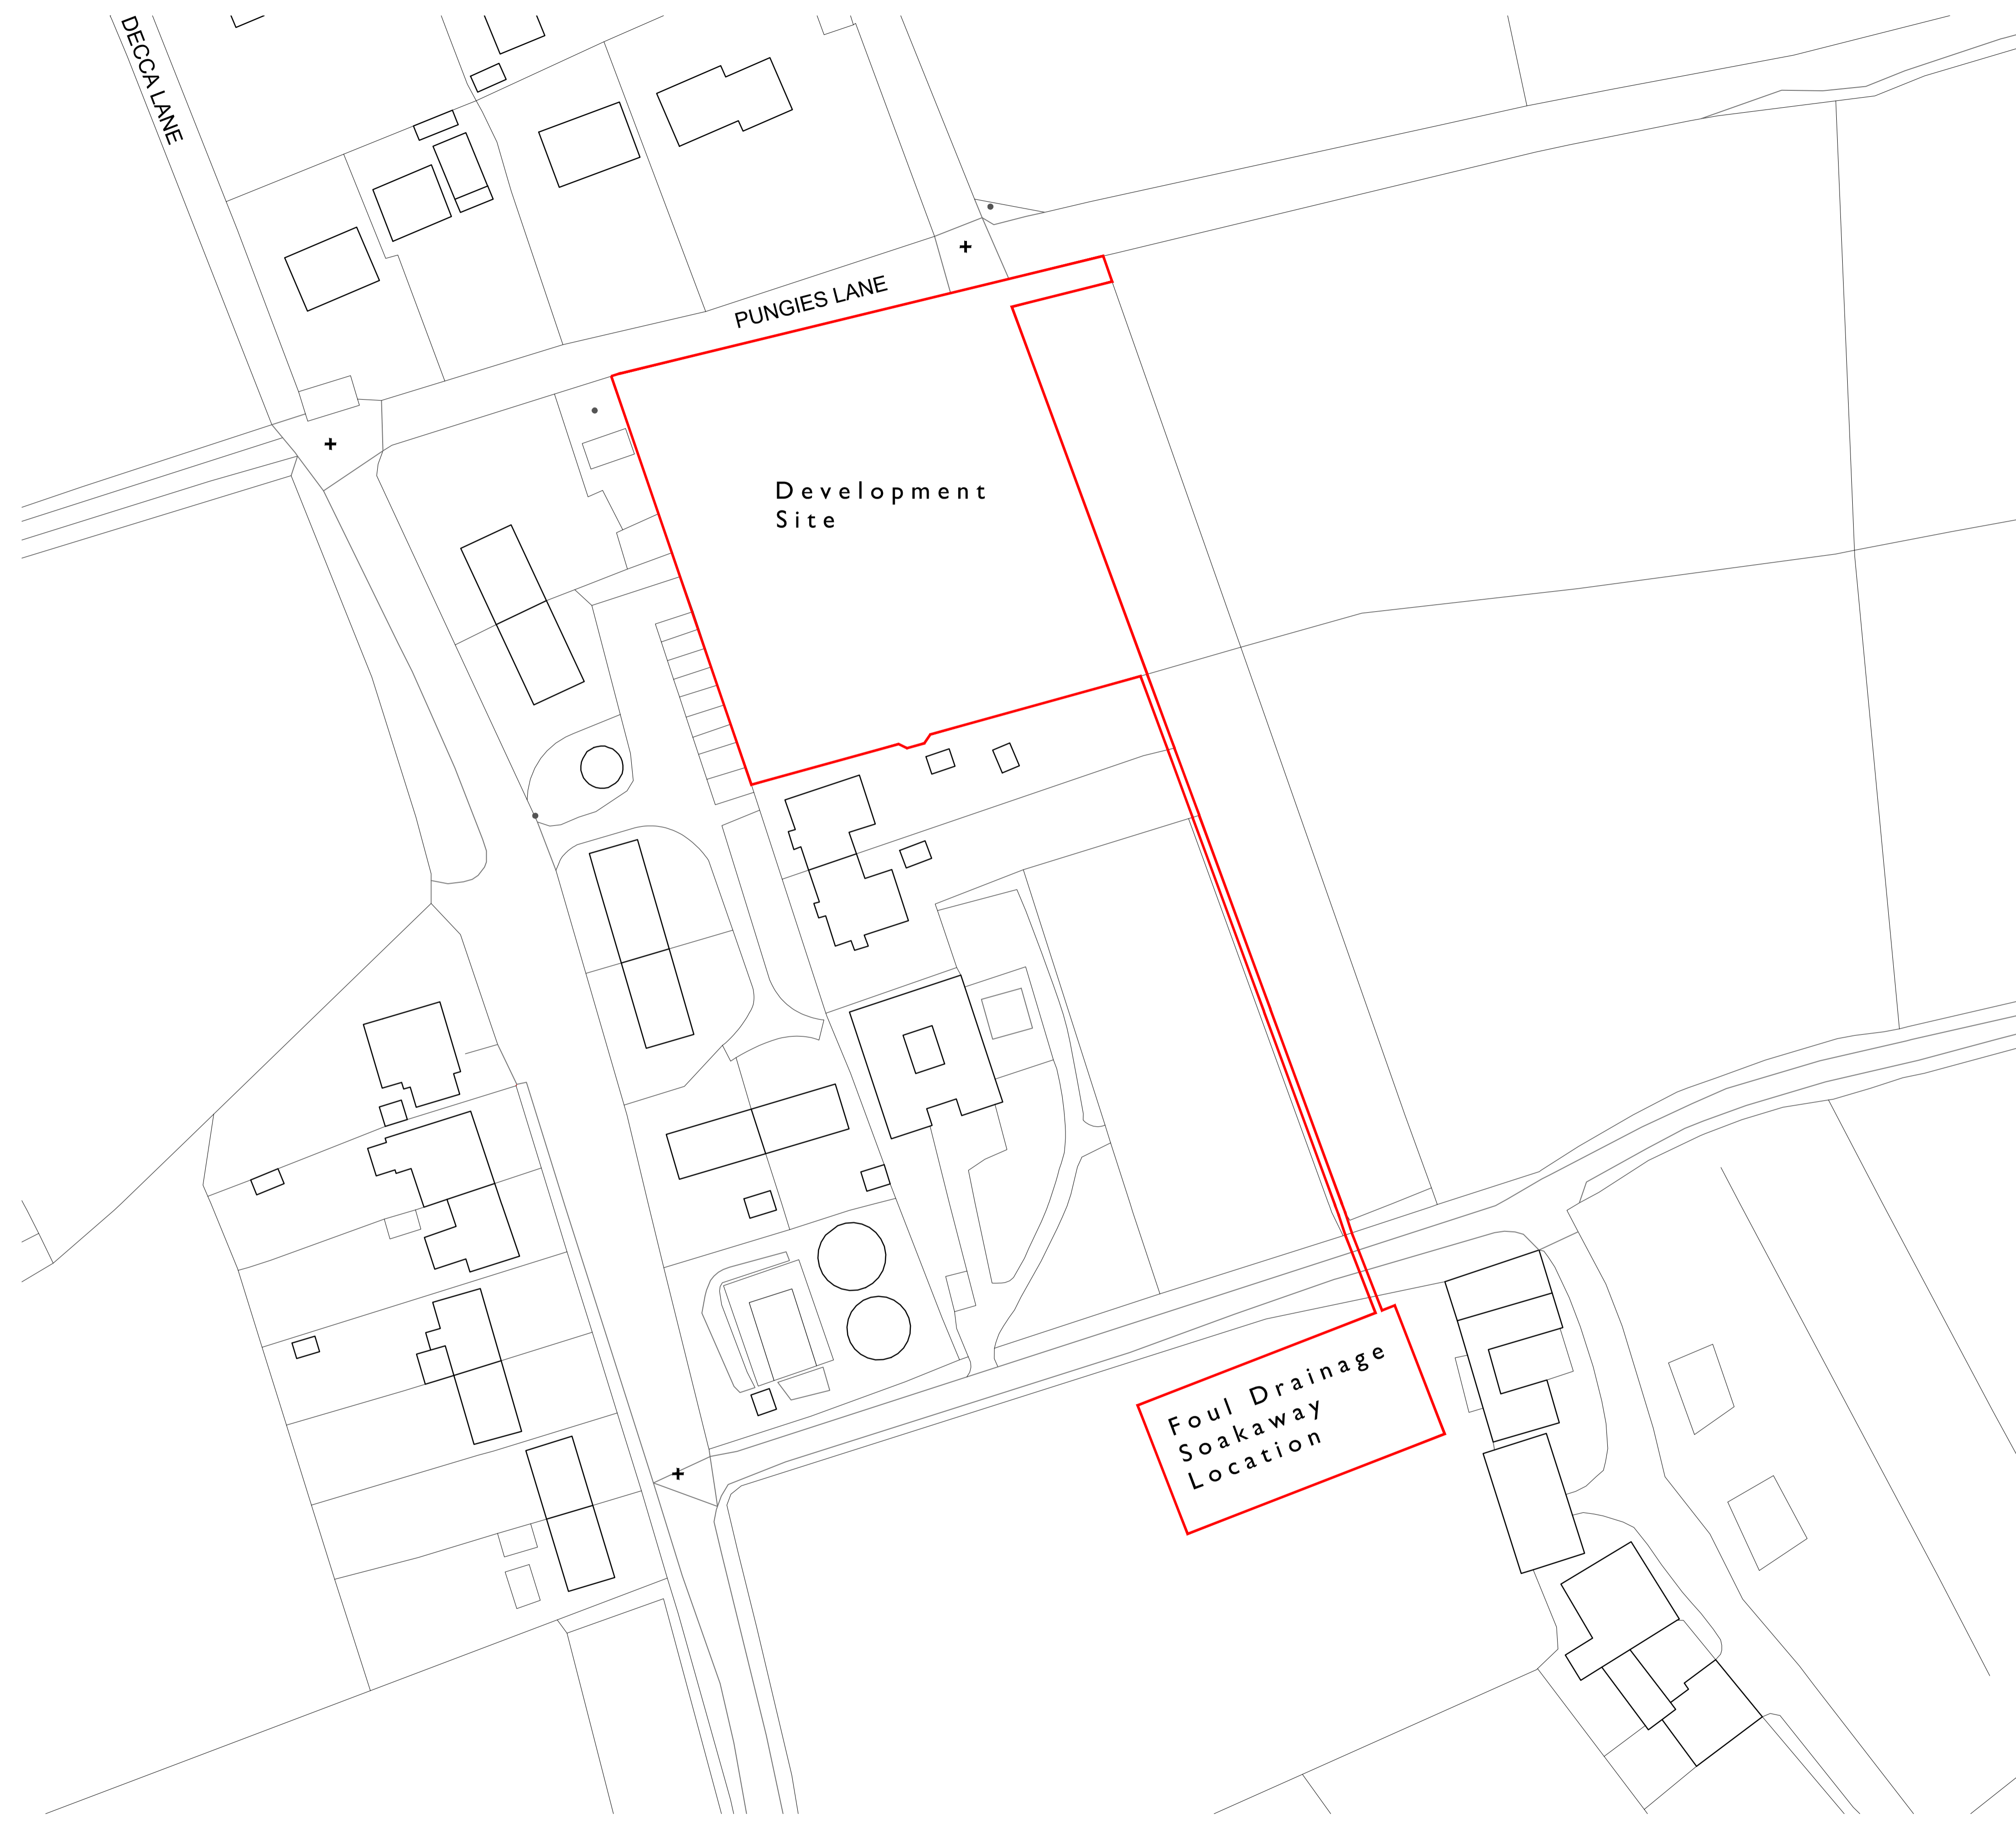 DECCA LANE
PUNGIES LANE
Development
Site
Foul Drainage
Soakaway
Location